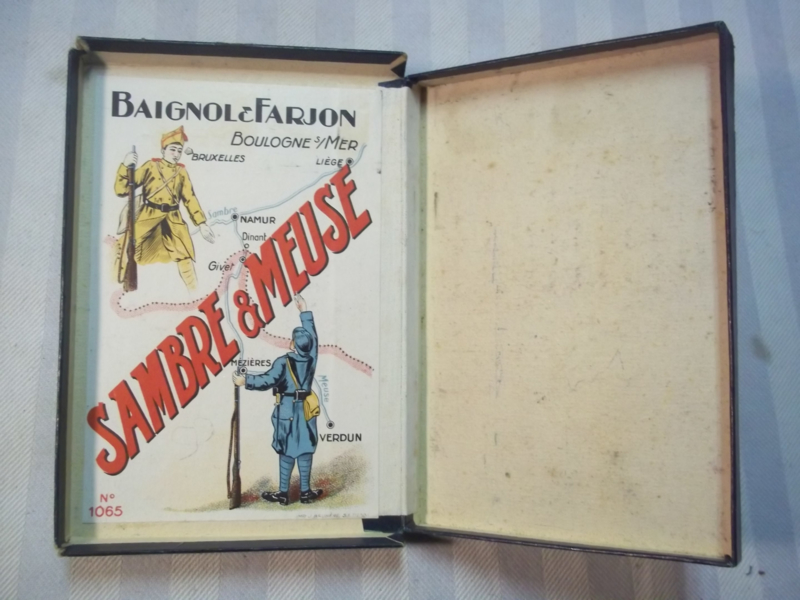 BAIGNOL & FARJON
BOULOGNE S/MER
BRUXELLES
LIÈGE
Sambre
NAMUR
Dinant
Givet
SAMBRE & MEUSE
MÉZIÈRES
Meuse
VERDUN
No
1065